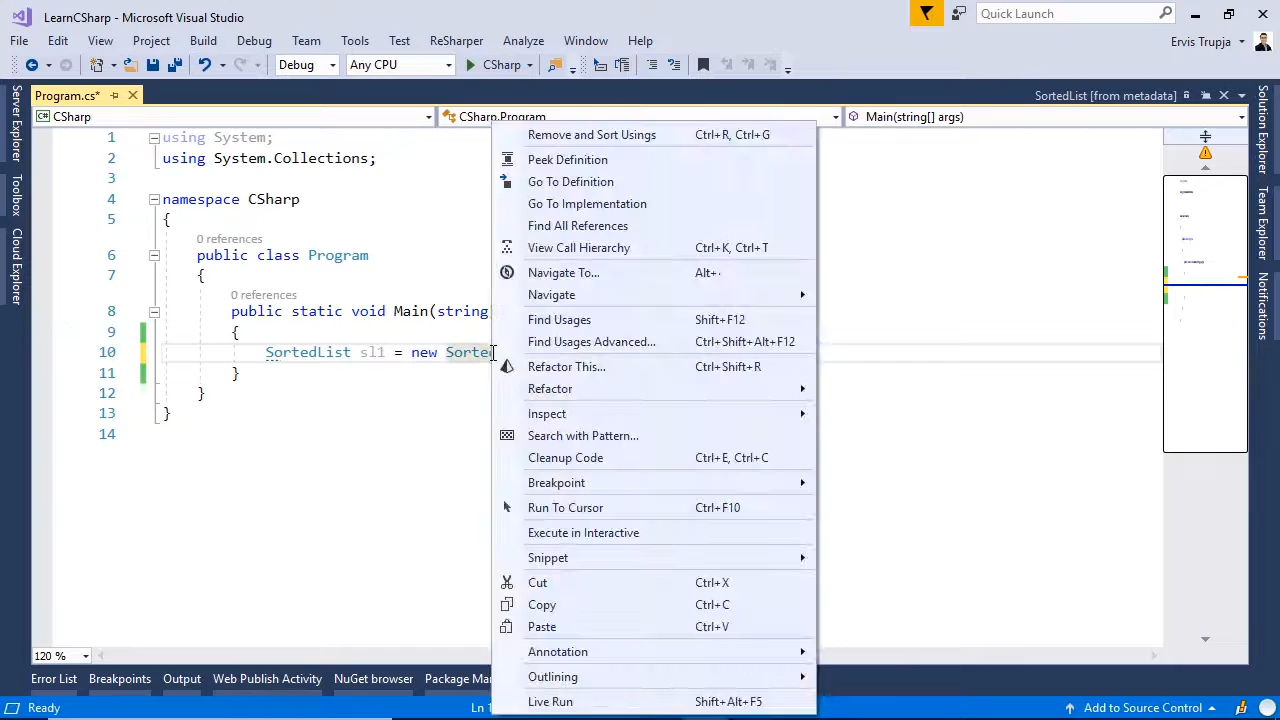 LearnCSharp - Microsoft Visual Studio
Quick Launch
File Edit View Project Build Debug Team Tools Test ReSharper Analyze Window Help
Ervis Trupja
Debug Any CPU CSharp
Program.cs*
SortedList [from metadata]
CSharp
CSharp.Program
Main(string[] args)
Server Explorer
Toolbox
Cloud Explorer
1 using System;
2 using System.Collections;
3
4 namespace CSharp
5 {
0 references
6 public class Program
7 {
0 references
8 public static void Main(string
9 {
10 SortedList sl1 = new Sorted
11 }
12 }
13 }
14
Remove and Sort Usings Ctrl+R, Ctrl+G
Peek Definition
Go To Definition
Go To Implementation
Find All References
View Call Hierarchy Ctrl+K, Ctrl+T
Navigate To... Alt+·
Navigate
Find Usages Shift+F12
Find Usages Advanced... Ctrl+Shift+Alt+F12
Refactor This... Ctrl+Shift+R
Refactor
Inspect
Search with Pattern...
Cleanup Code Ctrl+E, Ctrl+C
Breakpoint
Run To Cursor Ctrl+F10
Execute in Interactive
Snippet
Cut Ctrl+X
Copy Ctrl+C
Paste Ctrl+V
Annotation
Outlining
Live Run Shift+Alt+F5
Solution Explorer
Team Explorer
Notifications
120 %
Error List Breakpoints Output Web Publish Activity NuGet browser Package Ma
Ready
Ln 1
Add to Source Control